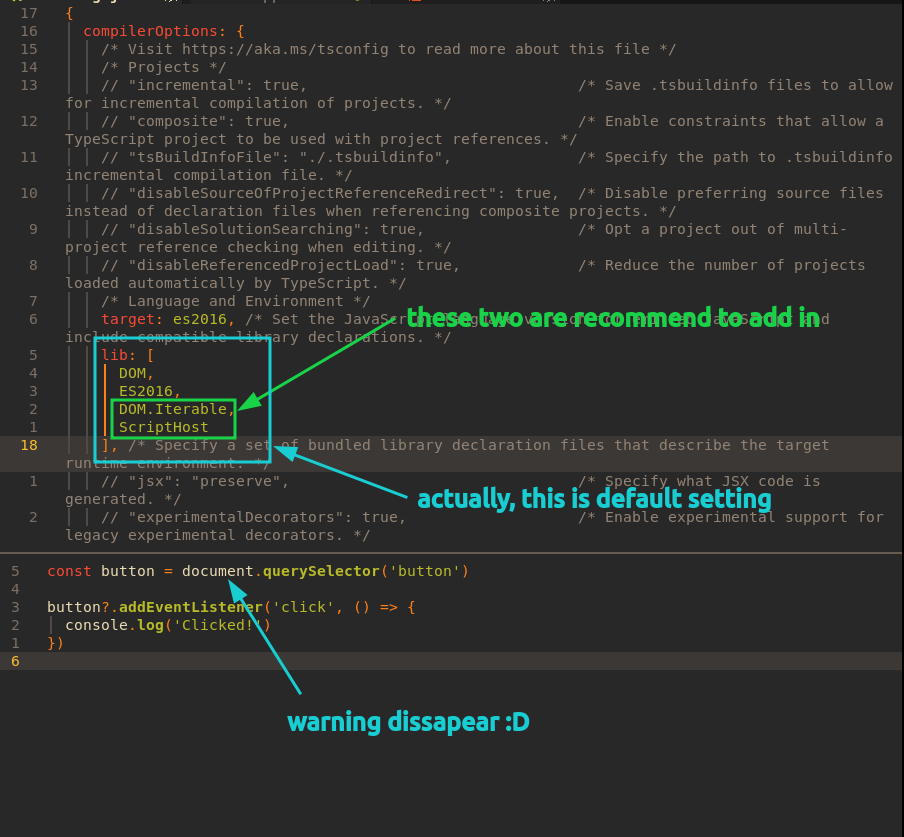 17 {
16 compilerOptions: {
15 /* Visit https://aka.ms/tsconfig to read more about this file */
14 /* Projects */
13 // "incremental": true, /* Save .tsbuildinfo files to allow
for incremental compilation of projects. */
12 // "composite": true, /* Enable constraints that allow a
TypeScript project to be used with project references. */
11 // "tsBuildInfoFile": "./.tsbuildinfo", /* Specify the path to .tsbuildinfo
incremental compilation file. */
10 // "disableSourceOfProjectReferenceRedirect": true, /* Disable preferring source files
instead of declaration files when referencing composite projects. */
9 // "disableSolutionSearching": true, /* Opt a project out of multi-
project reference checking when editing. */
8 // "disableReferencedProjectLoad": true, /* Reduce the number of projects
loaded automatically by TypeScript. */
7 /* Language and Environment */
6 target: es2016, /* Set the JavaScript and
these two are recommend to add in
include compatible library declarations. */
5 lib: [
4 DOM,
3 ES2016,
2 DOM.Iterable,
1 ScriptHost
18 ], /* Specify a set of bundled library declaration files that describe the target
runtime environment. */
1 // "jsx": "preserve", /* Specify what JSX code is
actually, this is default setting
generated. */
2 // "experimentalDecorators": true, /* Enable experimental support for
legacy experimental decorators. */
5 const button = document.querySelector('button')
4
3 button?.addEventListener('click', () => {
2 console.log('Clicked!')
1 })
6
warning dissapear :D